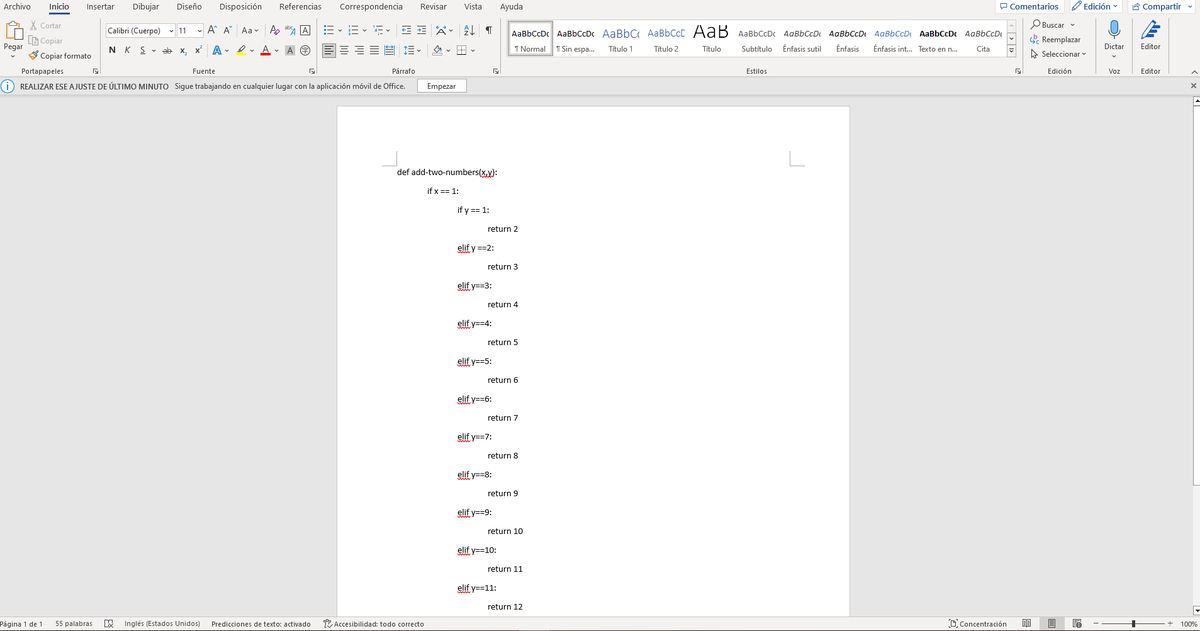 Archivo Inicio Insertar Dibujar Diseño Disposición Referencias Correspondencia Revisar Vista Ayuda Comentarios Edición Compartir
Pegar
Cortar
Copiar
Copiar formato
Portapapeles
Calibri (Cuerpo) 11 A A Aa A
N K S ab x2 x2 A A A
Fuente
Párrafo
AaBbCcDc AaBbCcDc AaBbCc AaBbCcC AaB AaBbCcDc AaBbCcDc AaBbCcDc AaBbCcDc AaBbCcDc AaBbCcDc
¶ Normal ¶ Sin espa... Título 1 Título 2 Título Subtítulo Énfasis sutil Énfasis Énfasis int... Texto en n... Cita
Estilos
Buscar
Reemplazar
Seleccionar
Edición
Dictar
Voz
Editor
Editor
REALIZAR ESE AJUSTE DE ÚLTIMO MINUTO Sigue trabajando en cualquier lugar con la aplicación móvil de Office. Empezar
def add-two-numbers(x,y):
if x == 1:
if y == 1:
return 2
elif y ==2:
return 3
elif y==3:
return 4
elif y==4:
return 5
elif y==5:
return 6
elif y==6:
return 7
elif y==7:
return 8
elif y==8:
return 9
elif y==9:
return 10
elif y==10:
return 11
elif y==11:
return 12
Página 1 de 1 55 palabras Inglés (Estados Unidos) Predicciones de texto: activado Accesibilidad: todo correcto Concentración 100%